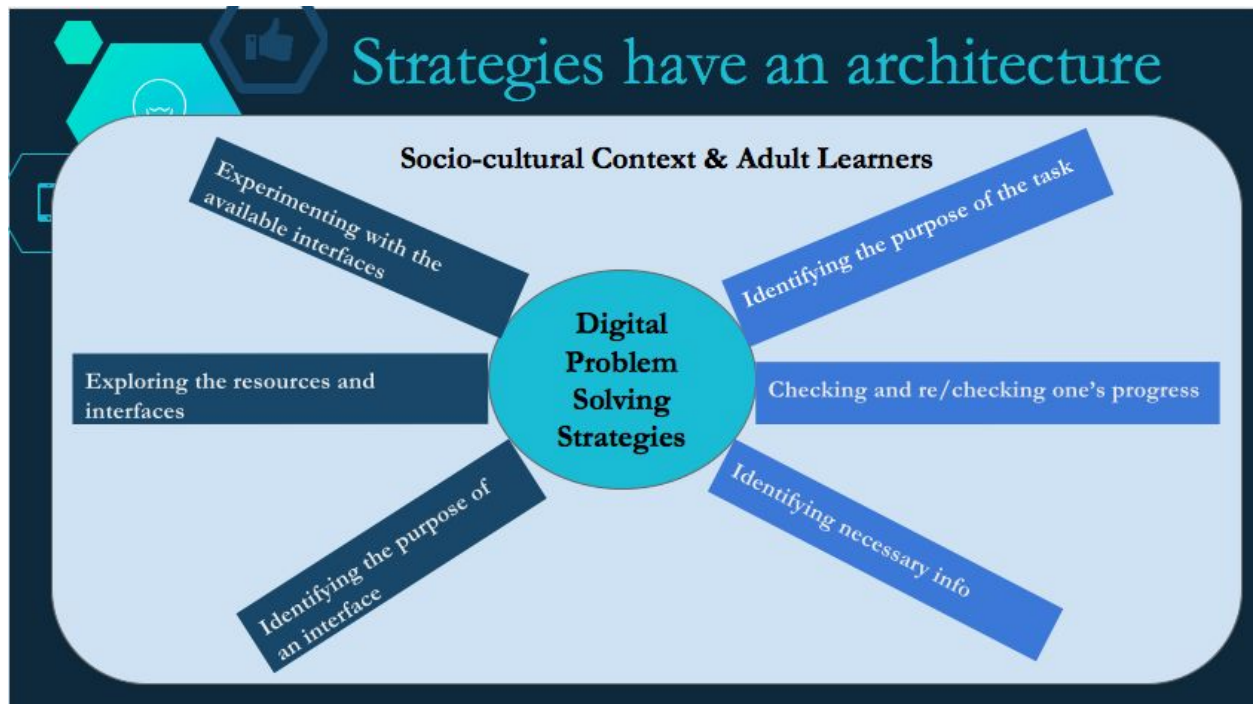 Strategies have an architecture
Socio-cultural Context & Adult Learners
Experimenting with the
available interfaces
Exploring the resources and
interfaces
Identifying the purpose of
an interface
Digital
Problem
Solving
Strategies
Identifying the purpose of the task
Checking and re/checking one's progress
Identifying necessary info